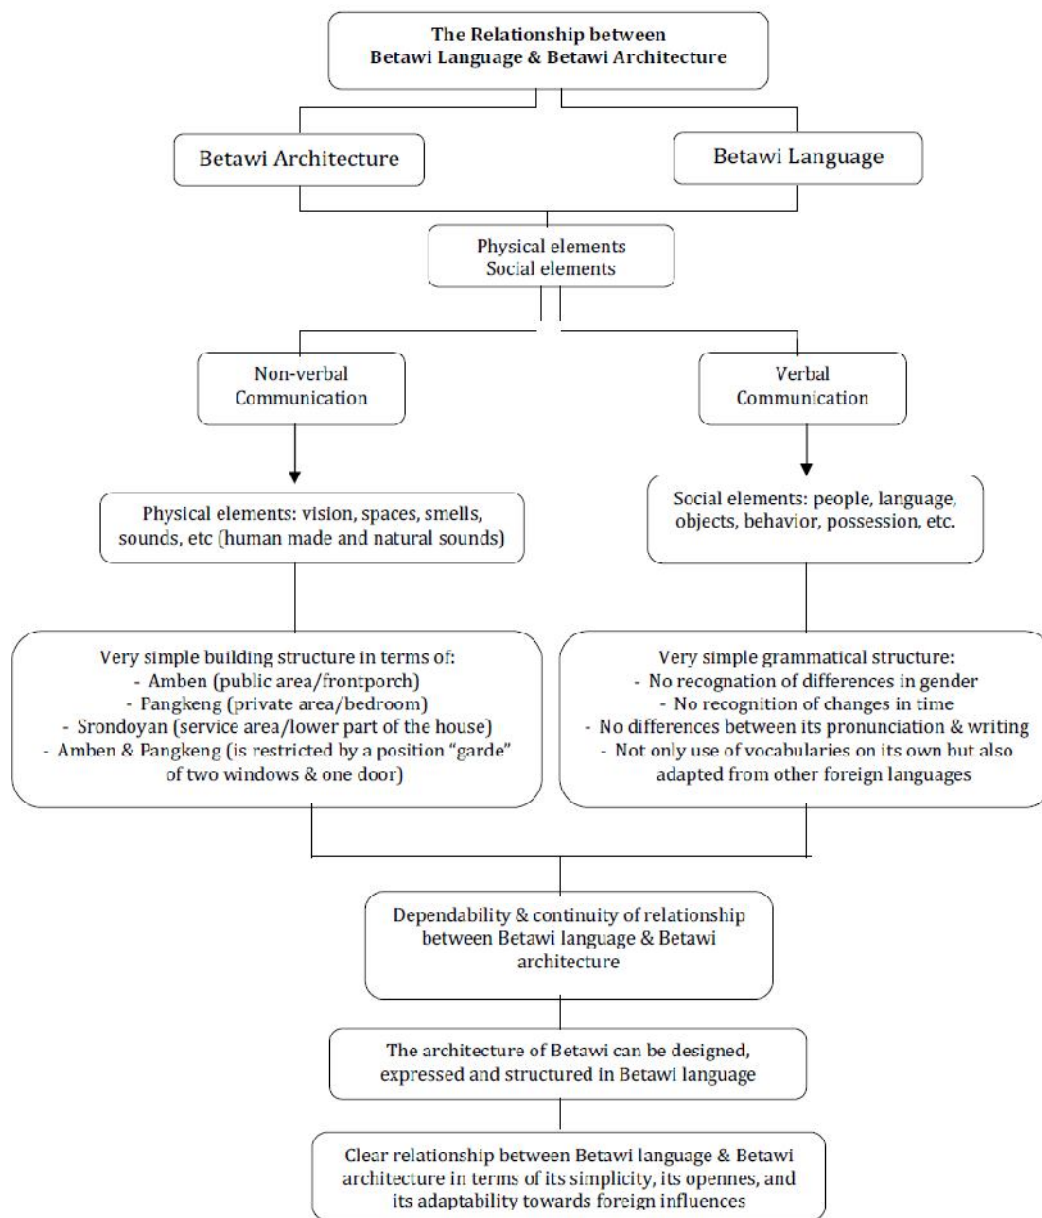 The Relationship between
Betawi Language & Betawi Architecture
Betawi Architecture
Betawi Language
Physical elements
Social elements
Non-verbal
Communication
Verbal
Communication
Physical elements: vision, spaces, smells,
sounds, etc (human made and natural sounds)
Social elements: people, language,
objects, behavior, possession, etc.
Very simple building structure in terms of:
- Amben (public area/frontporch)
- Pangkeng (private area/bedroom)
- Srondoyan (service area/lower part of the house)
- Amben & Pangkeng (is restricted by a position "garde"
of two windows & one door)
Very simple grammatical structure:
- No recognation of differences in gender
- No recognition of changes in time
- No differences between its pronunciation & writing
- Not only use of vocabularies on its own but also
adapted from other foreign languages
Dependability & continuity of relationship
between Betawi language & Betawi
architecture
The architecture of Betawi can be designed,
expressed and structured in Betawi language
Clear relationship between Betawi language & Betawi
architecture in terms of its simplicity, its opennes, and
its adaptability towards foreign influences